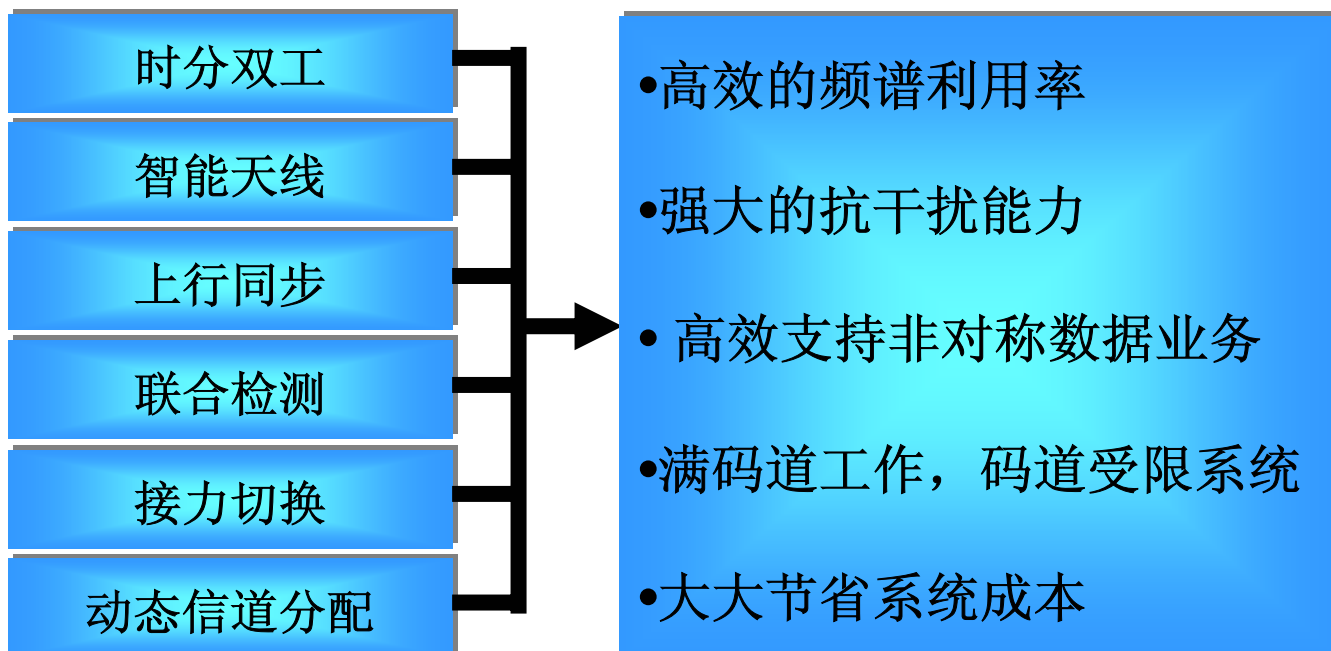 时分双工
智能天线
上行同步
联合检测
接力切换
动态信道分配
•高效的频谱利用率
•强大的抗干扰能力
• 高效支持非对称数据业务
•满码道工作，码道受限系统
•大大节省系统成本